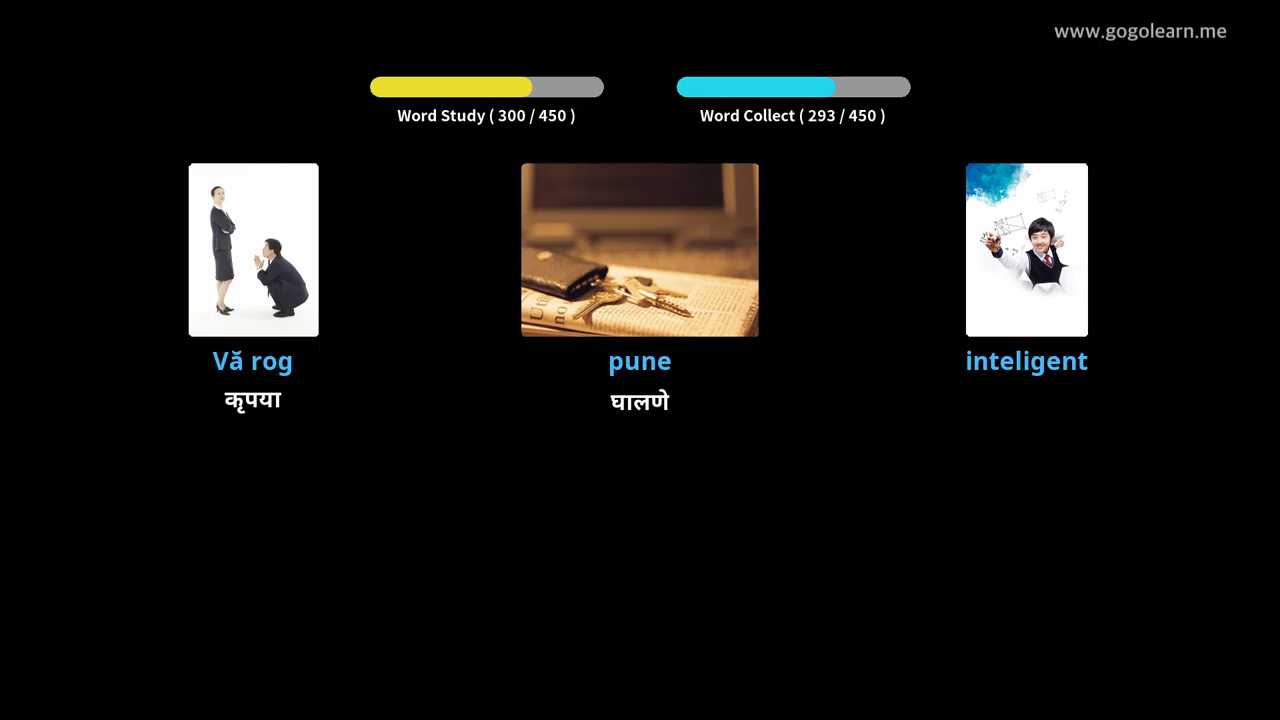 www.gogolearn.me
Word Study ( 300 / 450 )
Word Collect ( 293 / 450 )
Vă rog
pune
inteligent
कृपया
घालणे